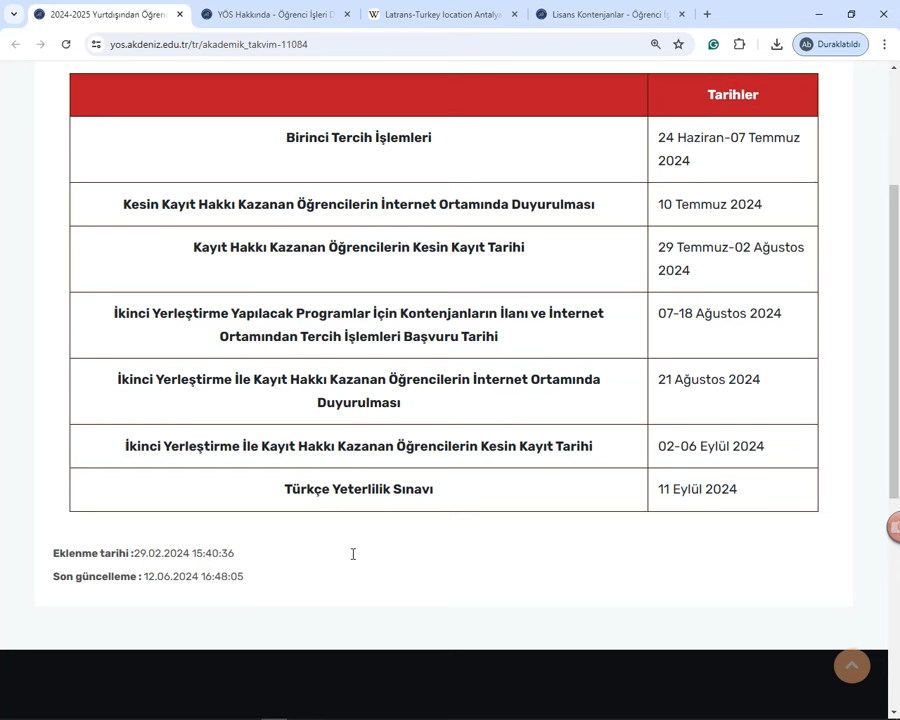 2024-2025 Yurtdışından Öğren
YÖS Hakkında - Öğrenci İşleri D
Latrans-Turkey location Antalya
Lisans Kontenjanlar - Öğrenci İş
yos.akdeniz.edu.tr/tr/akademik_takvim-11084
Ab
Duraklatıldı
Tarihler
Birinci Tercih İşlemleri
24 Haziran-07 Temmuz
2024
Kesin Kayıt Hakkı Kazanan Öğrencilerin İnternet Ortamında Duyurulması
10 Temmuz 2024
Kayıt Hakkı Kazanan Öğrencilerin Kesin Kayıt Tarihi
29 Temmuz-02 Ağustos
2024
İkinci Yerleştirme Yapılacak Programlar İçin Kontenjanların İlanı ve İnternet
Ortamından Tercih İşlemleri Başvuru Tarihi
07-18 Ağustos 2024
İkinci Yerleştirme İle Kayıt Hakkı Kazanan Öğrencilerin İnternet Ortamında
Duyurulması
21 Ağustos 2024
İkinci Yerleştirme İle Kayıt Hakkı Kazanan Öğrencilerin Kesin Kayıt Tarihi
02-06 Eylül 2024
Türkçe Yeterlilik Sınavı
11 Eylül 2024
Eklenme tarihi :29.02.2024 15:40:36
Son güncelleme : 12.06.2024 16:48:05